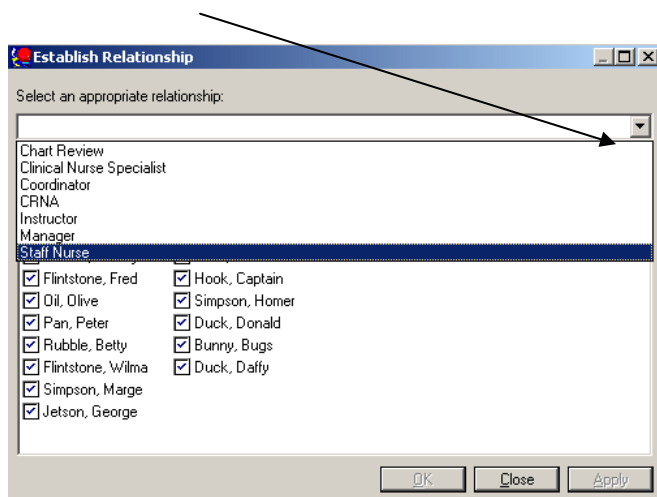 Establish Relationship
Select an appropriate relationship:
Chart Review
Clinical Nurse Specialist
Coordinator
CRNA
Instructor
Manager
Staff Nurse
Flintstone, Fred Hook, Captain
Oil, Olive Simpson, Homer
Pan, Peter Duck, Donald
Rubble, Betty Bunny, Bugs
Flintstone, Wilma Duck, Daffy
Simpson, Marge
Jetson, George
OK Close Apply